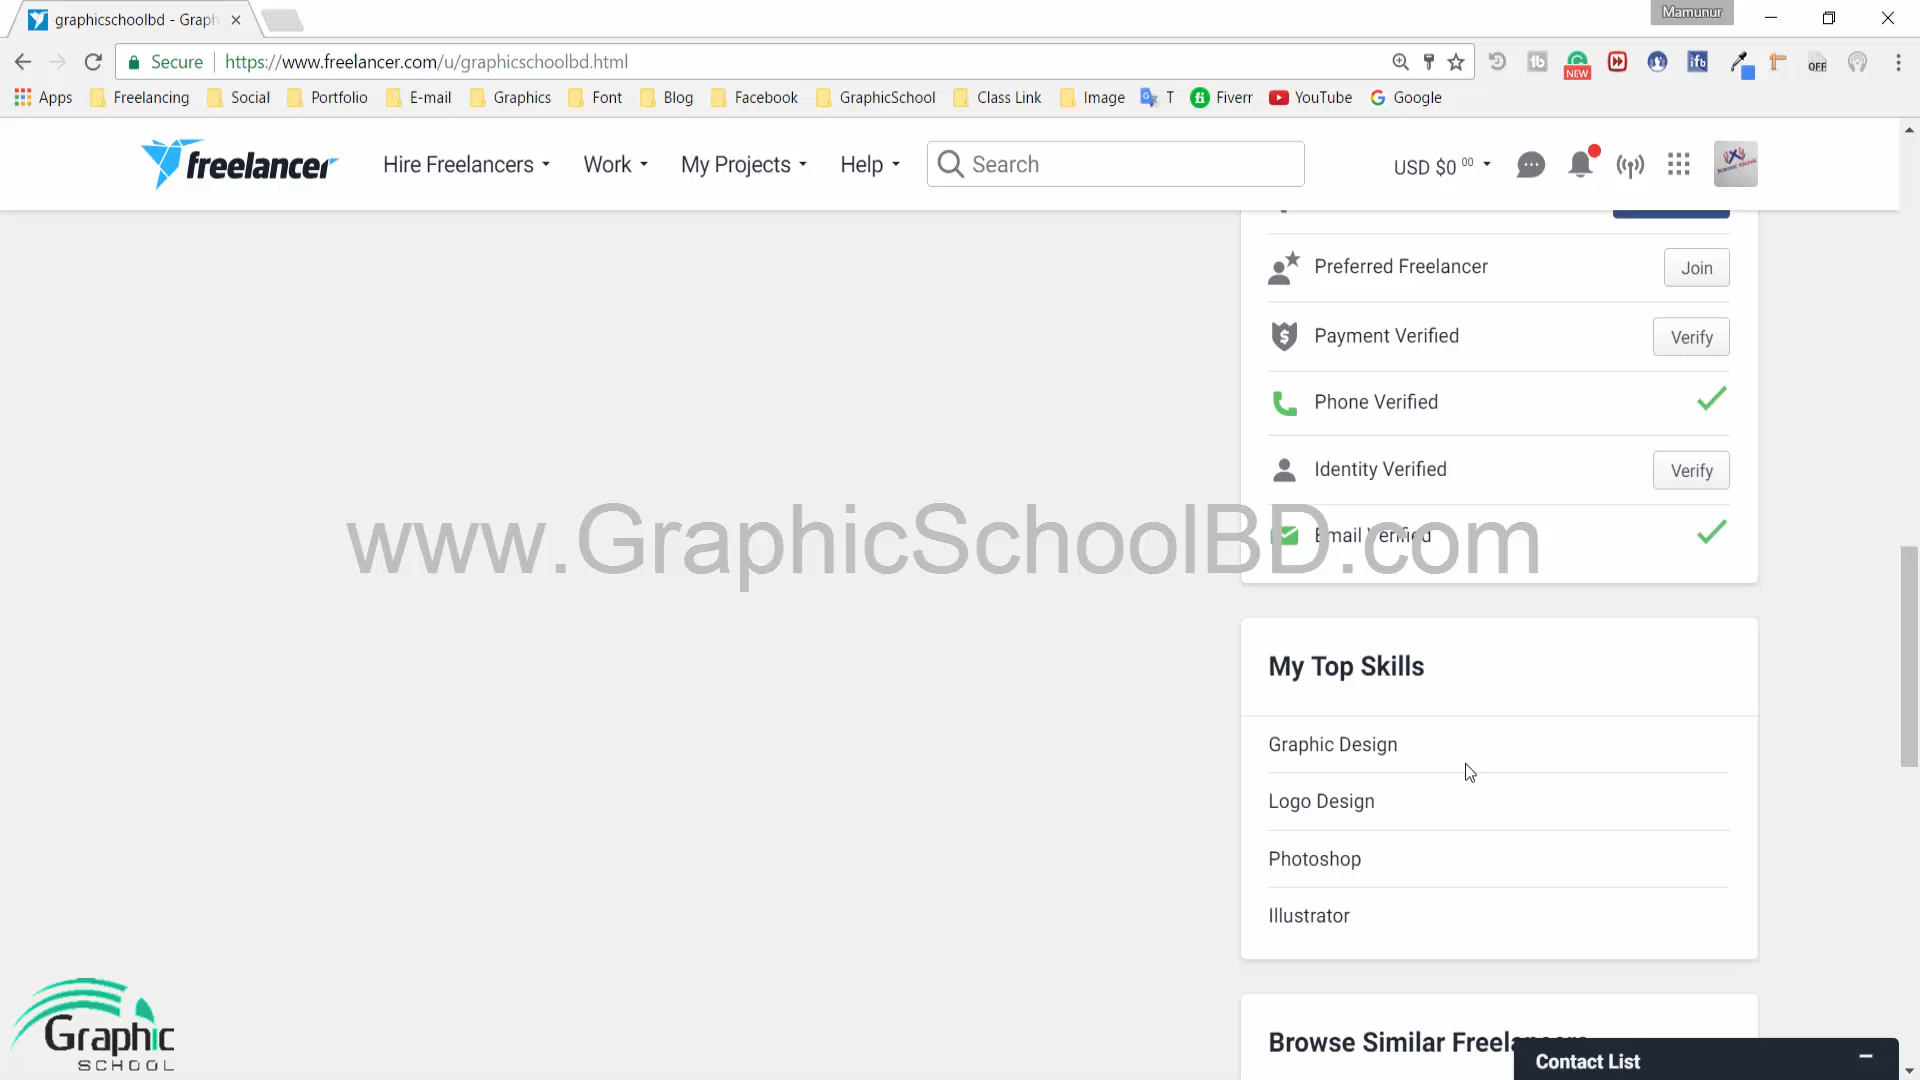 graphicschoolbd - Graph
Mamunur
Secure
https://www.freelancer.com/u/graphicschoolbd.html
NEW
OFF
Apps Freelancing Social Portfolio E-mail Graphics Font Blog Facebook GraphicSchool Class Link Image T Fiverr YouTube Google
freelancer Hire Freelancers Work My Projects Help Search USD $0 00
Preferred Freelancer Join
Payment Verified Verify
Phone Verified
Identity Verified Verify
www.GraphicSchoolBD.com
Email Verified
My Top Skills
Graphic Design
Logo Design
Photoshop
Illustrator
Browse Similar Freelancers
Contact List
Graphic
SCHOOL